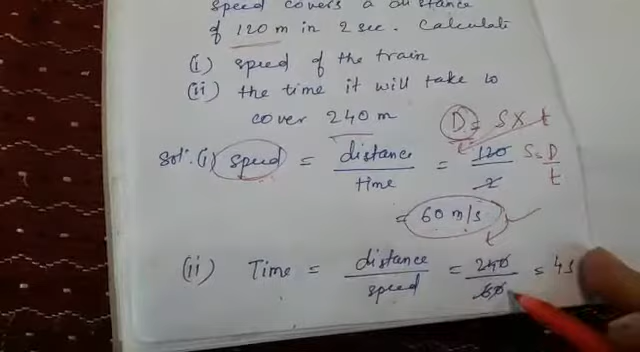 speed covers a distance
of 120 m in 2 sec. Calculate
(i) speed of the train
(ii) the time it will take to
cover 240 m
D = S x t
Sol. (i) speed = distance / time = 120 / 2
S = D / t
= 60 m/s
t
(ii) Time = distance / speed = 240 / 60 = 4s